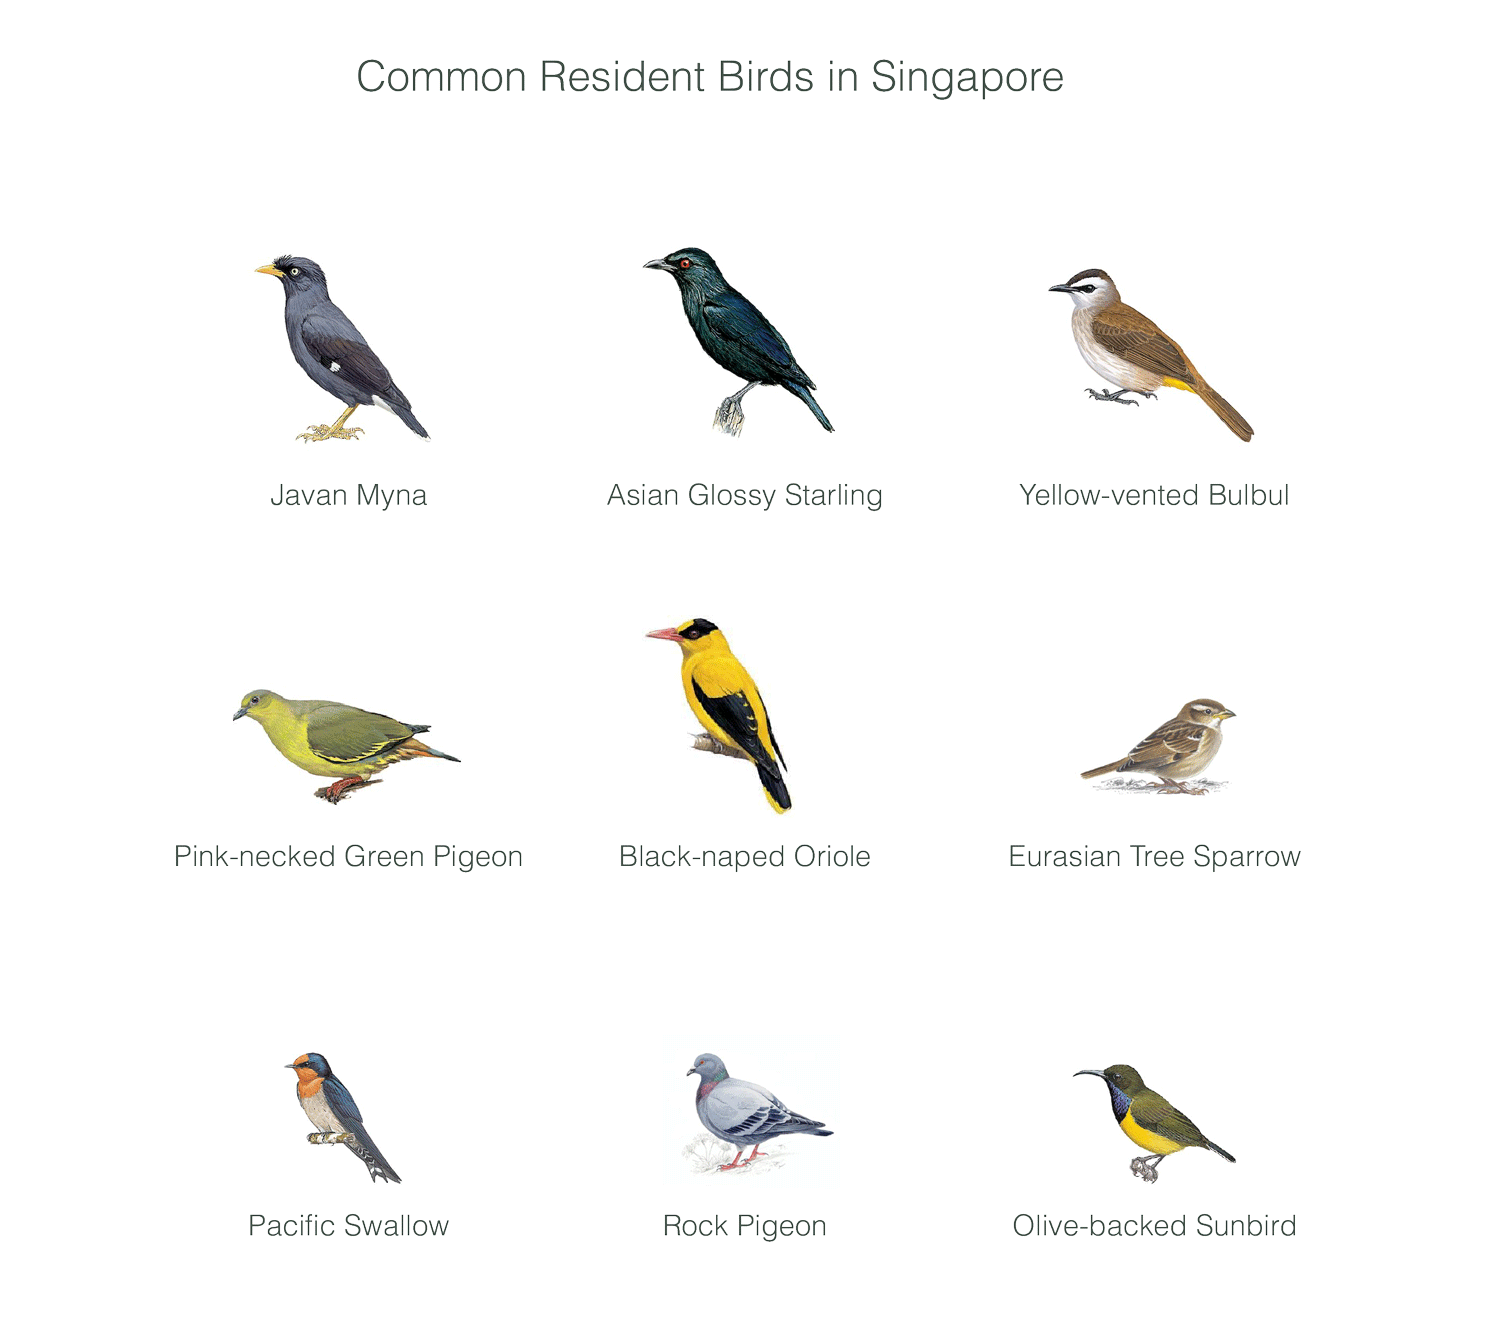 Common Resident Birds in Singapore
Javan Myna
Asian Glossy Starling
Yellow-vented Bulbul
Pink-necked Green Pigeon
Black-naped Oriole
Eurasian Tree Sparrow
Pacific Swallow
Rock Pigeon
Olive-backed Sunbird